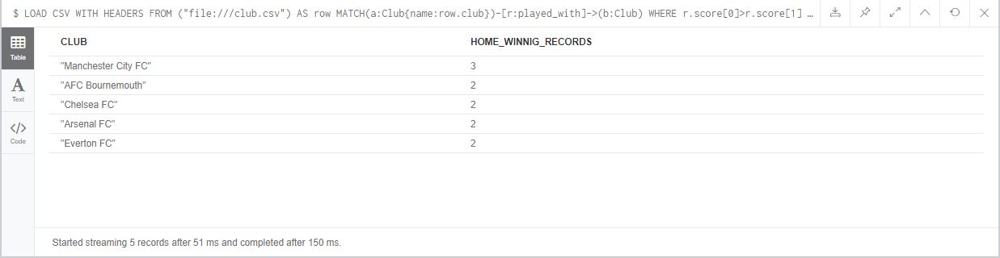 $ LOAD CSV WITH HEADERS FROM ("file:///club.csv") AS row MATCH(a:Club{name:row.club})-[r:played_with]->(b:Club) WHERE r.score[0]>r.score[1] …
Table
Text
Code
CLUB HOME_WINNIG_RECORDS
"Manchester City FC" 3
"AFC Bournemouth" 2
"Chelsea FC" 2
"Arsenal FC" 2
"Everton FC" 2
Started streaming 5 records after 51 ms and completed after 150 ms.